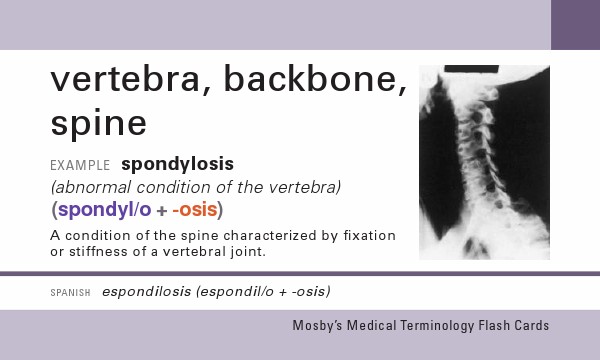 vertebra, backbone,
spine
EXAMPLE spondylosis
(abnormal condition of the vertebra)
(spondyl/o + -osis)
A condition of the spine characterized by fixation
or stiffness of a vertebral joint.
SPANISH espondilosis (espondil/o + -osis)
Mosby's Medical Terminology Flash Cards